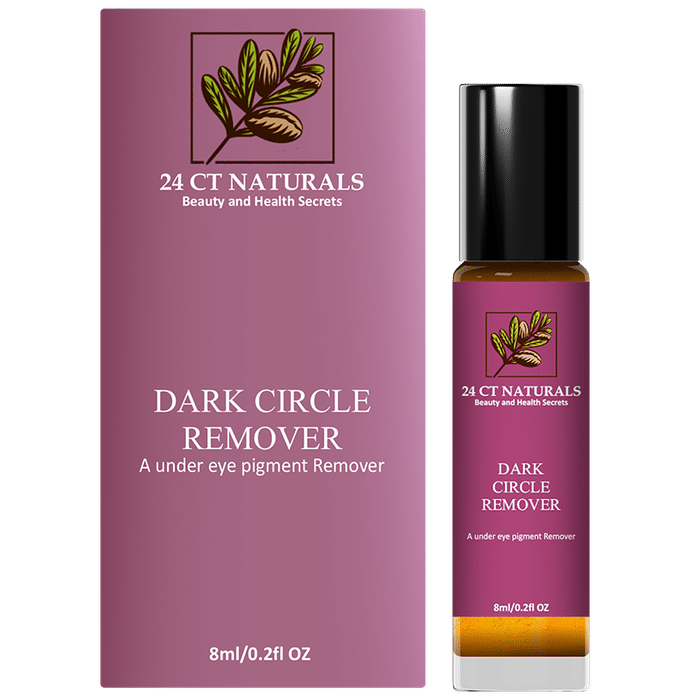 24 CT NATURALS
Beauty and Health Secrets
DARK CIRCLE
REMOVER
A under eye pigment Remover
8ml/0.2fl OZ
24 CT NATURALS
Beauty and Health Secrets
DARK
CIRCLE
REMOVER
A under eye pigment Remover
8ml/0.2fl OZ